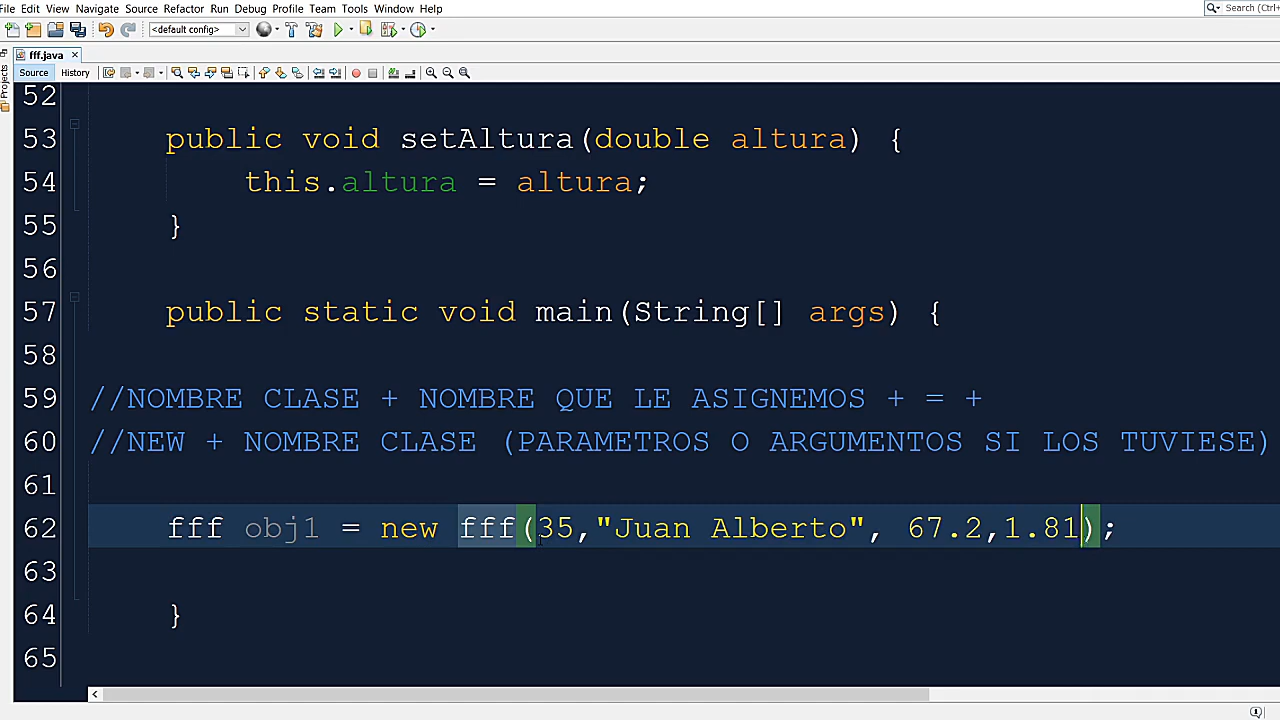 File Edit View Navigate Source Refactor Run Debug Profile Team Tools Window Help
Search (Ctrl
<default config>
fff.java
Source History
Projects
52
53 public void setAltura(double altura) {
54 this.altura = altura;
55 }
56
57 public static void main(String[] args) {
58
59 //NOMBRE CLASE + NOMBRE QUE LE ASIGNEMOS + = +
60 //NEW + NOMBRE CLASE (PARAMETROS O ARGUMENTOS SI LOS TUVIESE)
61
62 fff obj1 = new fff(35,"Juan Alberto", 67.2,1.81);
63
64 }
65